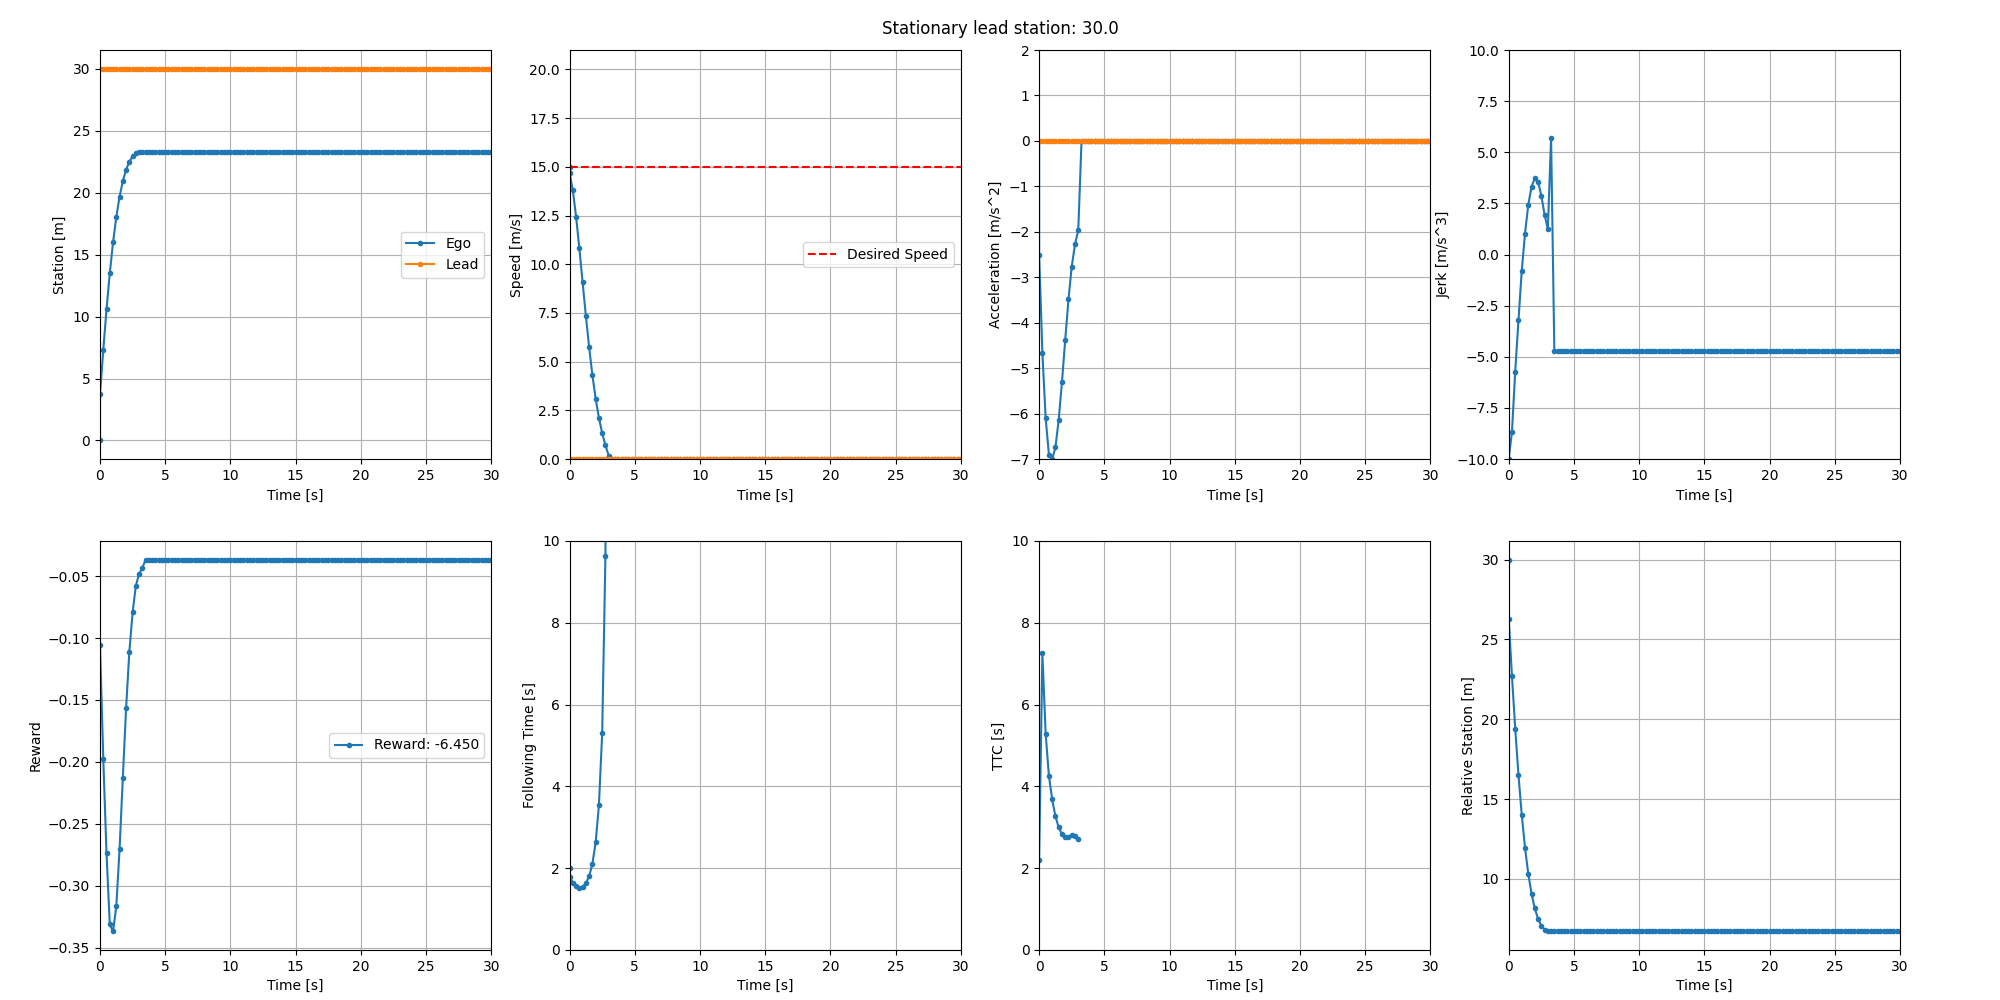 Stationary lead station: 30.0
Station [m]
30
25
20
15
10
5
0
Ego
Lead
0 5 10 15 20 25 30
Time [s]
Speed [m/s]
20.0
17.5
15.0
12.5
10.0
7.5
5.0
2.5
0.0
Desired Speed
0 5 10 15 20 25 30
Time [s]
Acceleration [m/s^2]
2
1
0
−1
−2
−3
−4
−5
−6
−7
0 5 10 15 20 25 30
Time [s]
Jerk [m/s^3]
10.0
7.5
5.0
2.5
0.0
−2.5
−5.0
−7.5
−10.0
0 5 10 15 20 25 30
Time [s]
Reward
−0.05
−0.10
−0.15
−0.20
−0.25
−0.30
−0.35
Reward: -6.450
0 5 10 15 20 25 30
Time [s]
Following Time [s]
10
8
6
4
2
0
0 5 10 15 20 25 30
Time [s]
TTC [s]
10
8
6
4
2
0
0 5 10 15 20 25 30
Time [s]
Relative Station [m]
30
25
20
15
10
0 5 10 15 20 25 30
Time [s]